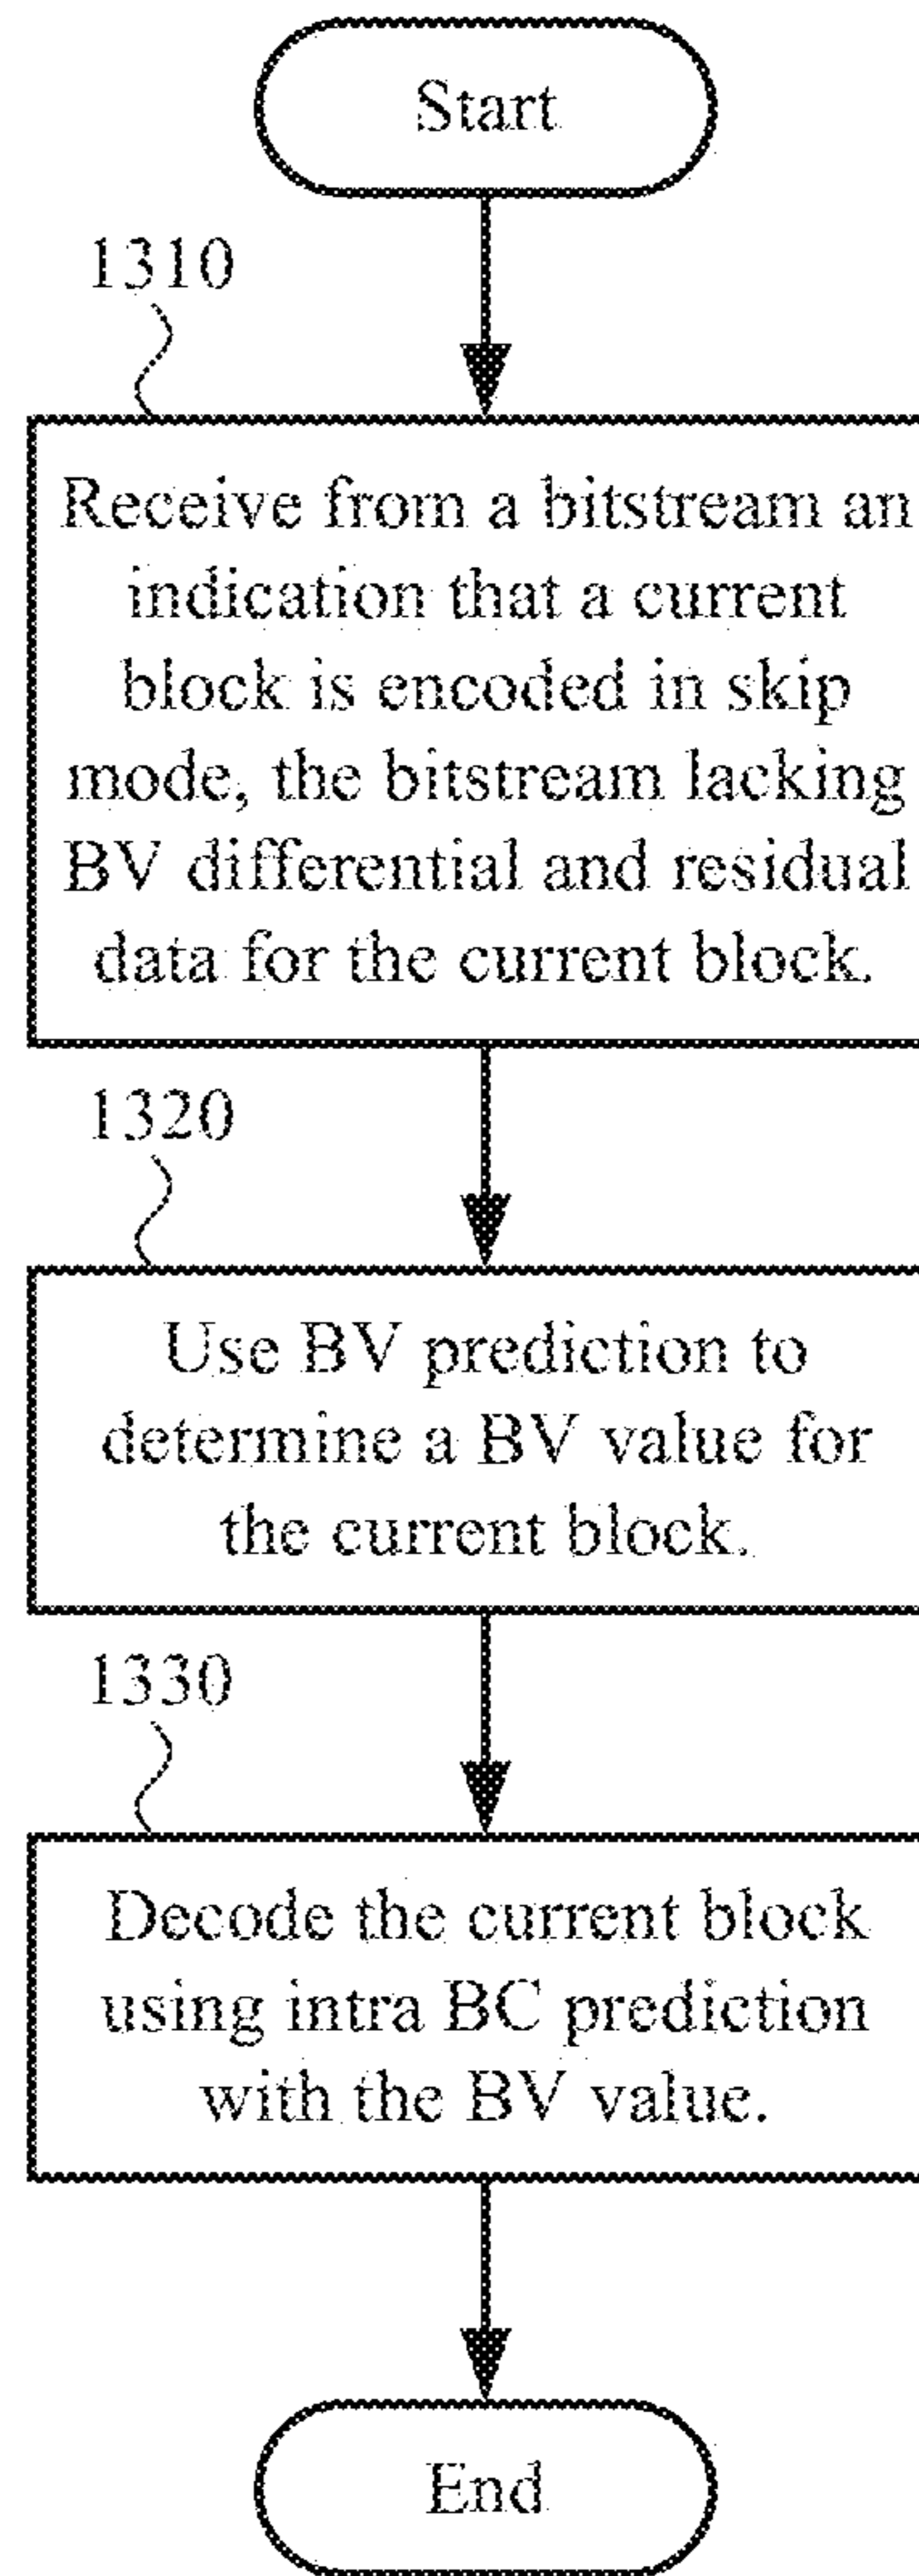 Start
1310
Receive from a bitstream an
indication that a current
block is encoded in skip
mode, the bitstream lacking
BV differential and residual
data for the current block.
1320
Use BV prediction to
determine a BV value for
the current block.
1330
Decode the current block
using intra BC prediction
with the BV value.
End